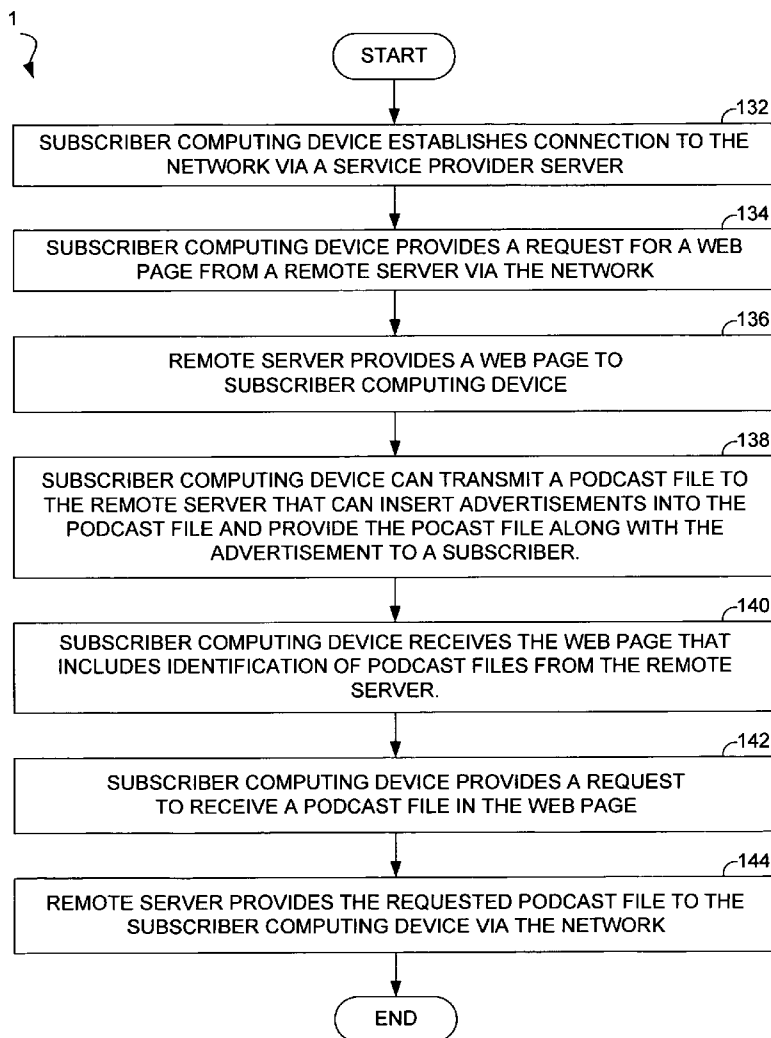 1
START
132
SUBSCRIBER COMPUTING DEVICE ESTABLISHES CONNECTION TO THE
NETWORK VIA A SERVICE PROVIDER SERVER
134
SUBSCRIBER COMPUTING DEVICE PROVIDES A REQUEST FOR A WEB
PAGE FROM A REMOTE SERVER VIA THE NETWORK
136
REMOTE SERVER PROVIDES A WEB PAGE TO
SUBSCRIBER COMPUTING DEVICE
138
SUBSCRIBER COMPUTING DEVICE CAN TRANSMIT A PODCAST FILE TO
THE REMOTE SERVER THAT CAN INSERT ADVERTISEMENTS INTO THE
PODCAST FILE AND PROVIDE THE POCAST FILE ALONG WITH THE
ADVERTISEMENT TO A SUBSCRIBER.
140
SUBSCRIBER COMPUTING DEVICE RECEIVES THE WEB PAGE THAT
INCLUDES IDENTIFICATION OF PODCAST FILES FROM THE REMOTE
SERVER.
142
SUBSCRIBER COMPUTING DEVICE PROVIDES A REQUEST
TO RECEIVE A PODCAST FILE IN THE WEB PAGE
144
REMOTE SERVER PROVIDES THE REQUESTED PODCAST FILE TO THE
SUBSCRIBER COMPUTING DEVICE VIA THE NETWORK
END